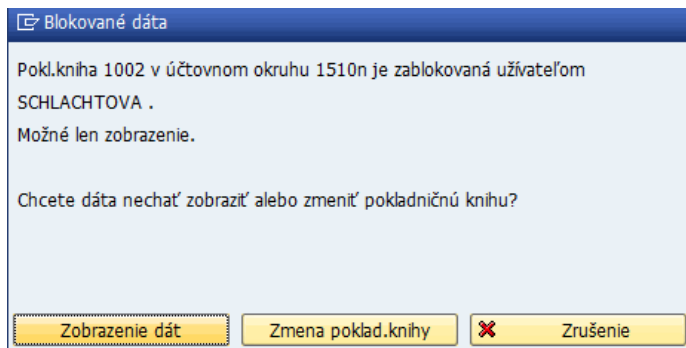 Blokované dáta
Pokl.kniha 1002 v účtovnom okruhu 1510n je zablokovaná užívateľom
SCHLACHTOVA .
Možné len zobrazenie.
Chcete dáta nechať zobraziť alebo zmeniť pokladničnú knihu?
Zobrazenie dát Zmena poklad.knihy Zrušenie